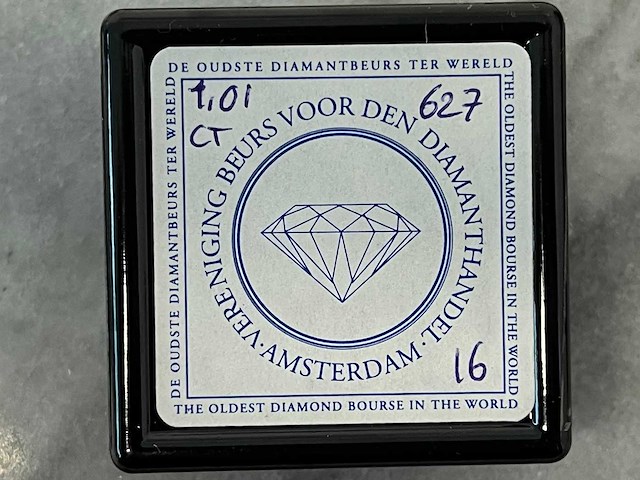 DE OUDSTE DIAMANTBEURS TER WERELD
THE OLDEST DIAMOND BOURSE IN THE WORLD
DE OUDSTE DIAMANTBEURS TER WERELD
1,01
CT
627
VERENIGING BEURS VOOR DEN DIAMANTHANDEL
· AMSTERDAM ·
16
THE OLDEST DIAMOND BOURSE IN THE WORLD